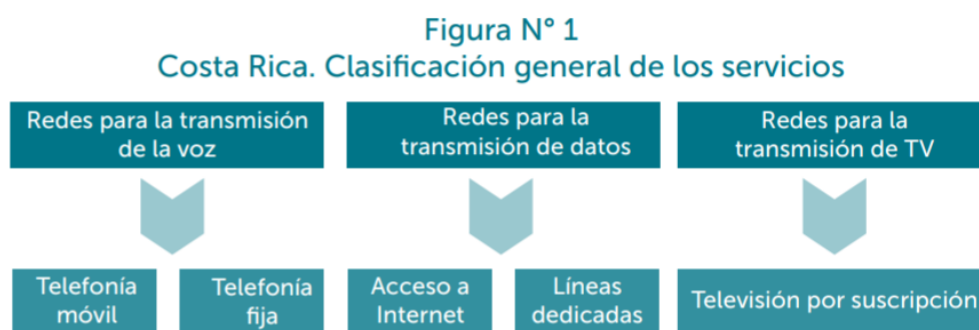 Figura N° 1
Costa Rica. Clasificación general de los servicios
Redes para la transmisión
de la voz
Redes para la
transmisión de datos
Redes para la
transmisión de TV
Telefonía
móvil
Telefonía
fija
Acceso a
Internet
Líneas
dedicadas
Televisión por suscripción